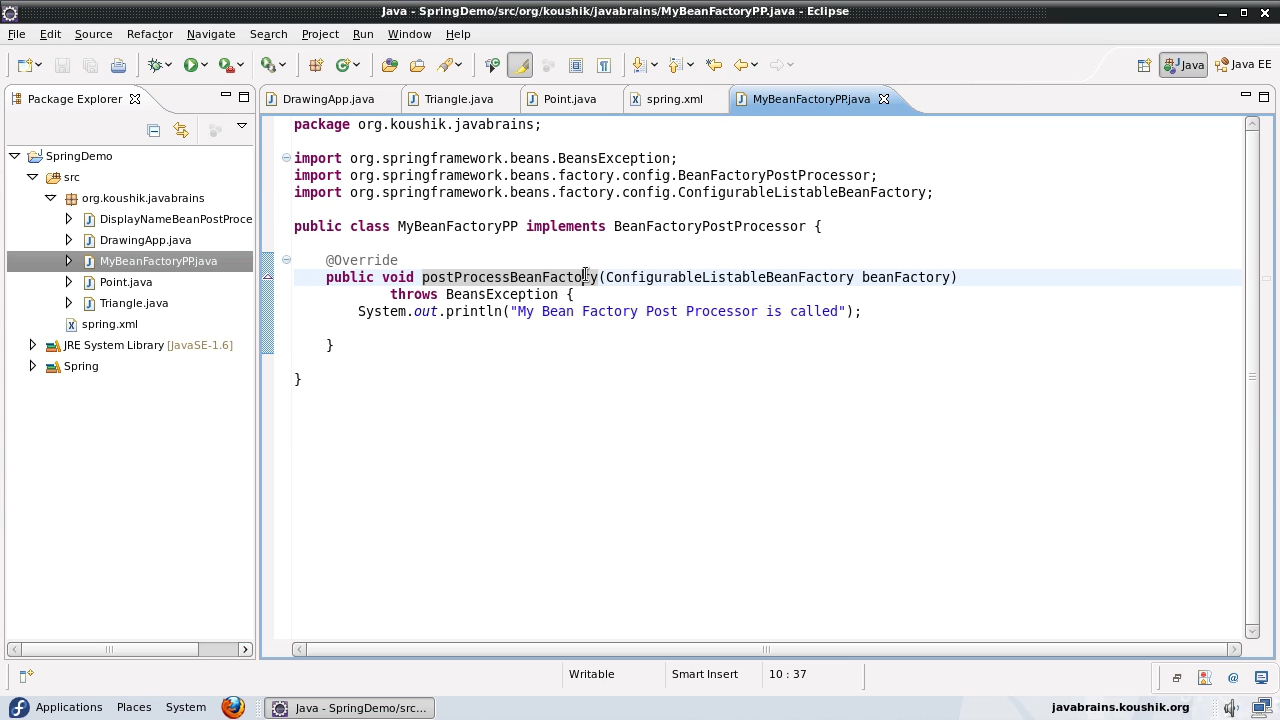 Java - SpringDemo/src/org/koushik/javabrains/MyBeanFactoryPP.java - Eclipse
File Edit Source Refactor Navigate Search Project Run Window Help
Java Java EE
Package Explorer
DrawingApp.java Triangle.java Point.java spring.xml MyBeanFactoryPP.java
SpringDemo
src
org.koushik.javabrains
DisplayNameBeanPostProce
DrawingApp.java
MyBeanFactoryPP.java
Point.java
Triangle.java
spring.xml
JRE System Library [JavaSE-1.6]
Spring
package org.koushik.javabrains;
import org.springframework.beans.BeansException;
import org.springframework.beans.factory.config.BeanFactoryPostProcessor;
import org.springframework.beans.factory.config.ConfigurableListableBeanFactory;
public class MyBeanFactoryPP implements BeanFactoryPostProcessor {
@Override
public void postProcessBeanFactory(ConfigurableListableBeanFactory beanFactory)
throws BeansException {
System.out.println("My Bean Factory Post Processor is called");
}
}
Writable Smart Insert 10 : 37
Applications Places System Java - SpringDemo/src... javabrains.koushik.org